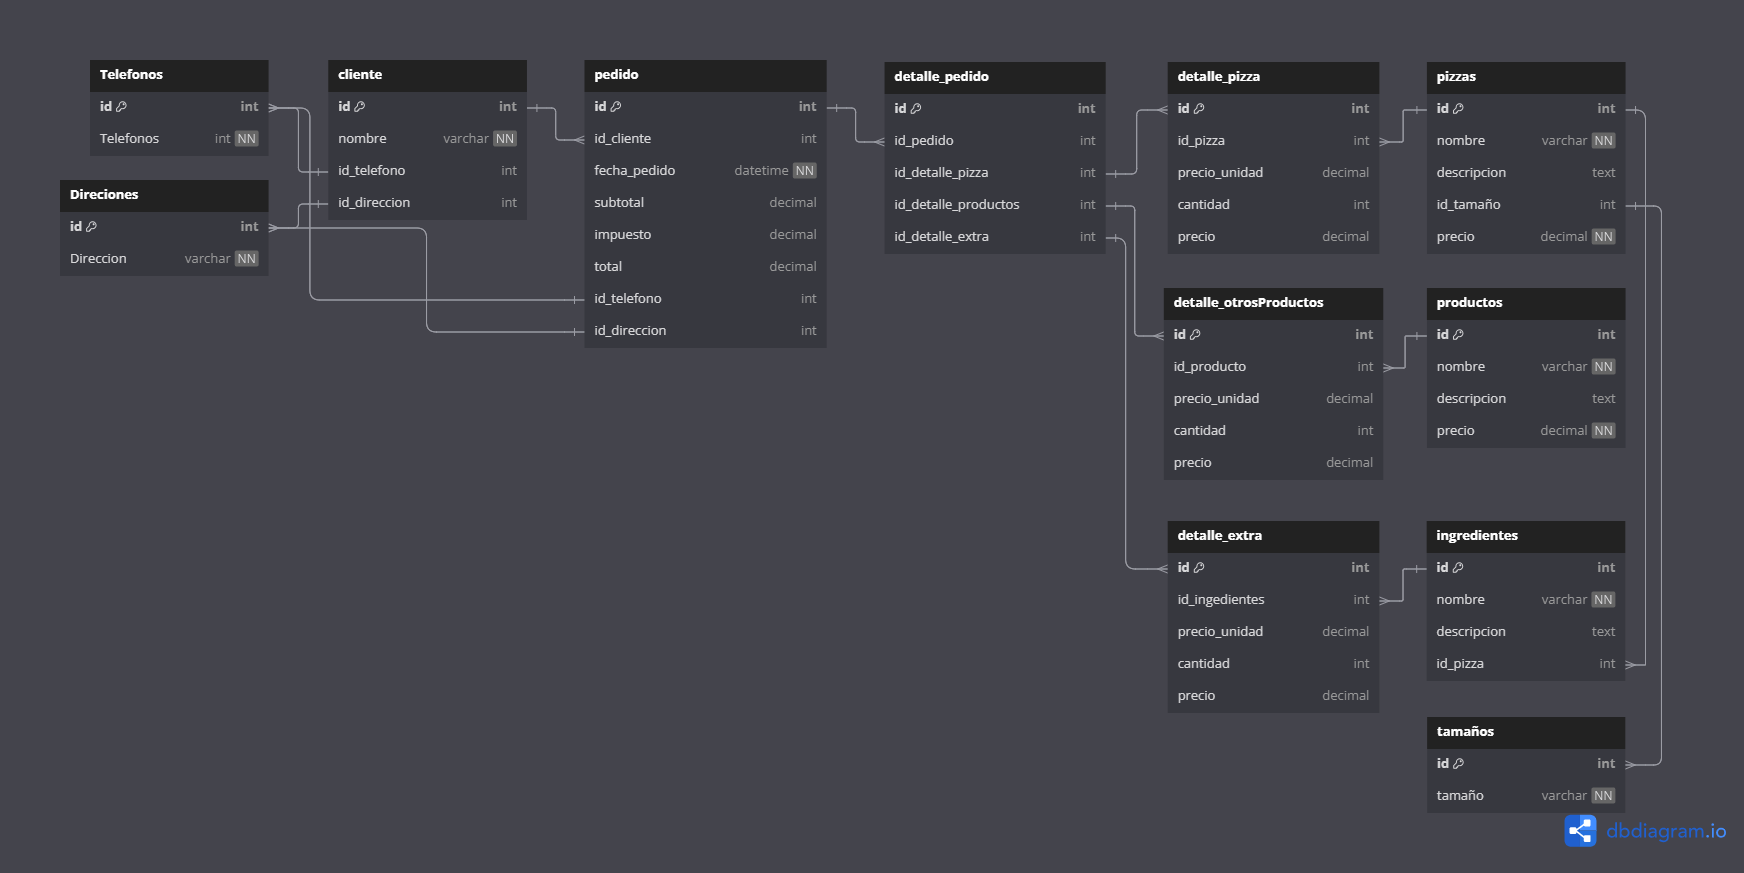 Telefonos
id int
Telefonos int NN
Direciones
id int
Direccion varchar NN
cliente
id int
nombre varchar NN
id_telefono int
id_direccion int
pedido
id int
id_cliente int
fecha_pedido datetime NN
subtotal decimal
impuesto decimal
total decimal
id_telefono int
id_direccion int
detalle_pedido
id int
id_pedido int
id_detalle_pizza int
id_detalle_productos int
id_detalle_extra int
detalle_pizza
id int
id_pizza int
precio_unidad decimal
cantidad int
precio decimal
pizzas
id int
nombre varchar NN
descripcion text
id_tamaño int
precio decimal NN
detalle_otrosProductos
id int
id_producto int
precio_unidad decimal
cantidad int
precio decimal
productos
id int
nombre varchar NN
descripcion text
precio decimal NN
detalle_extra
id int
id_ingedientes int
precio_unidad decimal
cantidad int
precio decimal
ingredientes
id int
nombre varchar NN
descripcion text
id_pizza int
tamaños
id int
tamaño varchar NN
dbdiagram.io